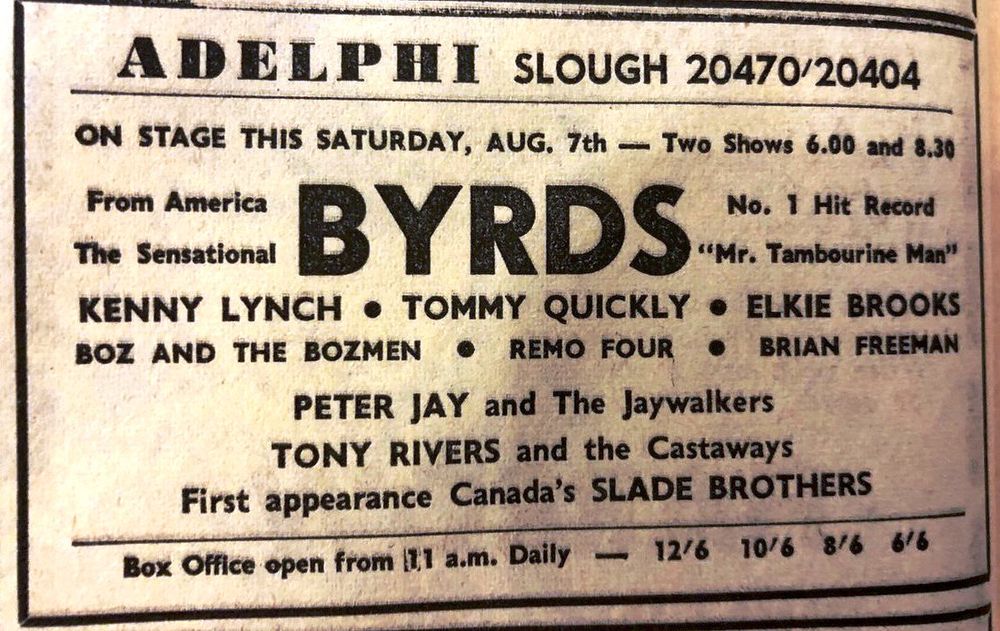 ADELPHI SLOUGH 20470/20404
ON STAGE THIS SATURDAY, AUG. 7th — Two Shows 6.00 and 8.30
From America
The Sensational
BYRDS
No. 1 Hit Record
"Mr. Tambourine Man"
KENNY LYNCH • TOMMY QUICKLY • ELKIE BROOKS
BOZ AND THE BOZMEN • REMO FOUR • BRIAN FREEMAN
PETER JAY and The Jaywalkers
TONY RIVERS and the Castaways
First appearance Canada's SLADE BROTHERS
Box Office open from 11 a.m. Daily — 12/6 10/6 8/6 6/6